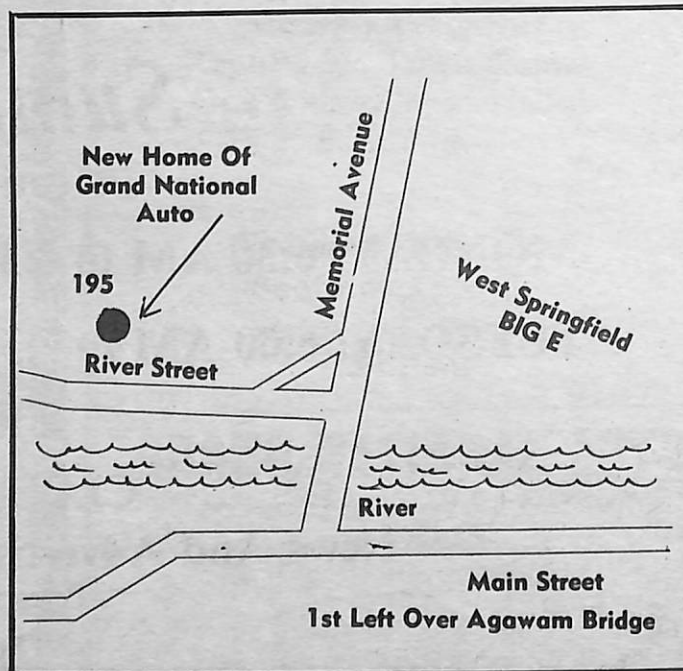 New Home Of
Grand National
Auto
195
River Street
Memorial Avenue
West Springfield
BIG E
River
Main Street
1st Left Over Agawam Bridge